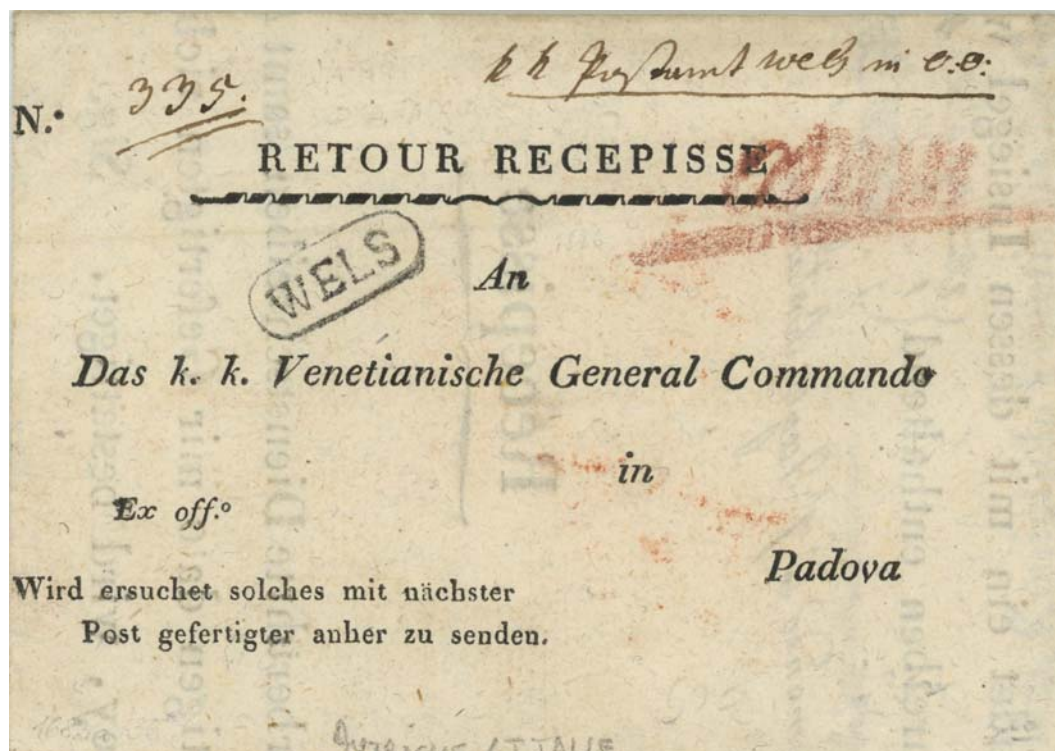 k k Postamt wels in O.O:
N.º 335.
RETOUR RECEPISSE
WELS
An
Das k. k. Venetianische General Commando
in
Ex off.º
Padova
Wird ersuchet solches mit nächster
Post gefertigter anher zu senden.